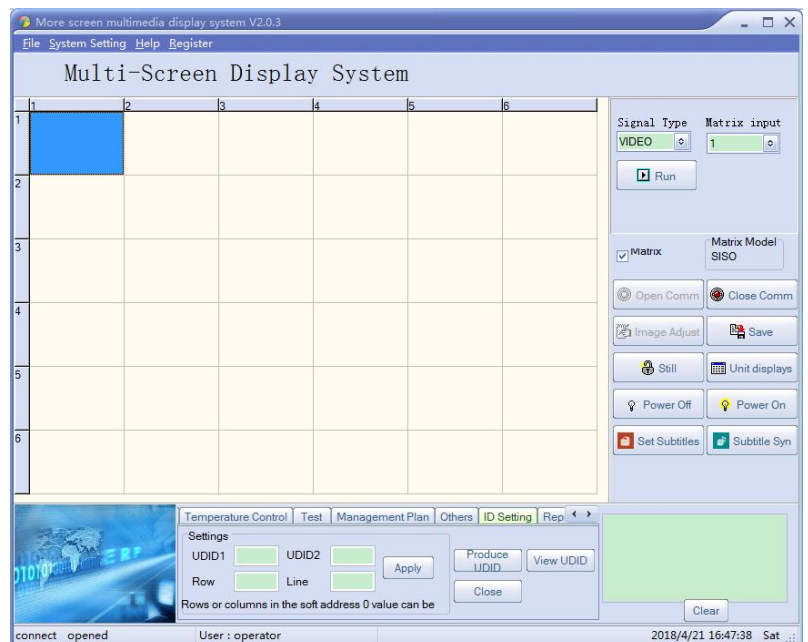 More screen multimedia display system V2.0.3
File System Setting Help Register
Multi-Screen Display System
1 2 3 4 5 6
1
2
3
4
5
6
Signal Type Matrix input
VIDEO 1
Run
Matrix
Matrix Model
SISO
Open Comm Close Comm
Image Adjust Save
Still Unit displays
Power Off Power On
Set Subtitles Subtitle Syn
Temperature Control Test Management Plan Others ID Setting Rep
Settings
UDID1 UDID2
Apply
Row Line
Rows or columns in the soft address 0 value can be
Produce
UDID
View UDID
Close
Clear
connect opened User : operator 2018/4/21 16:47:38 Sat